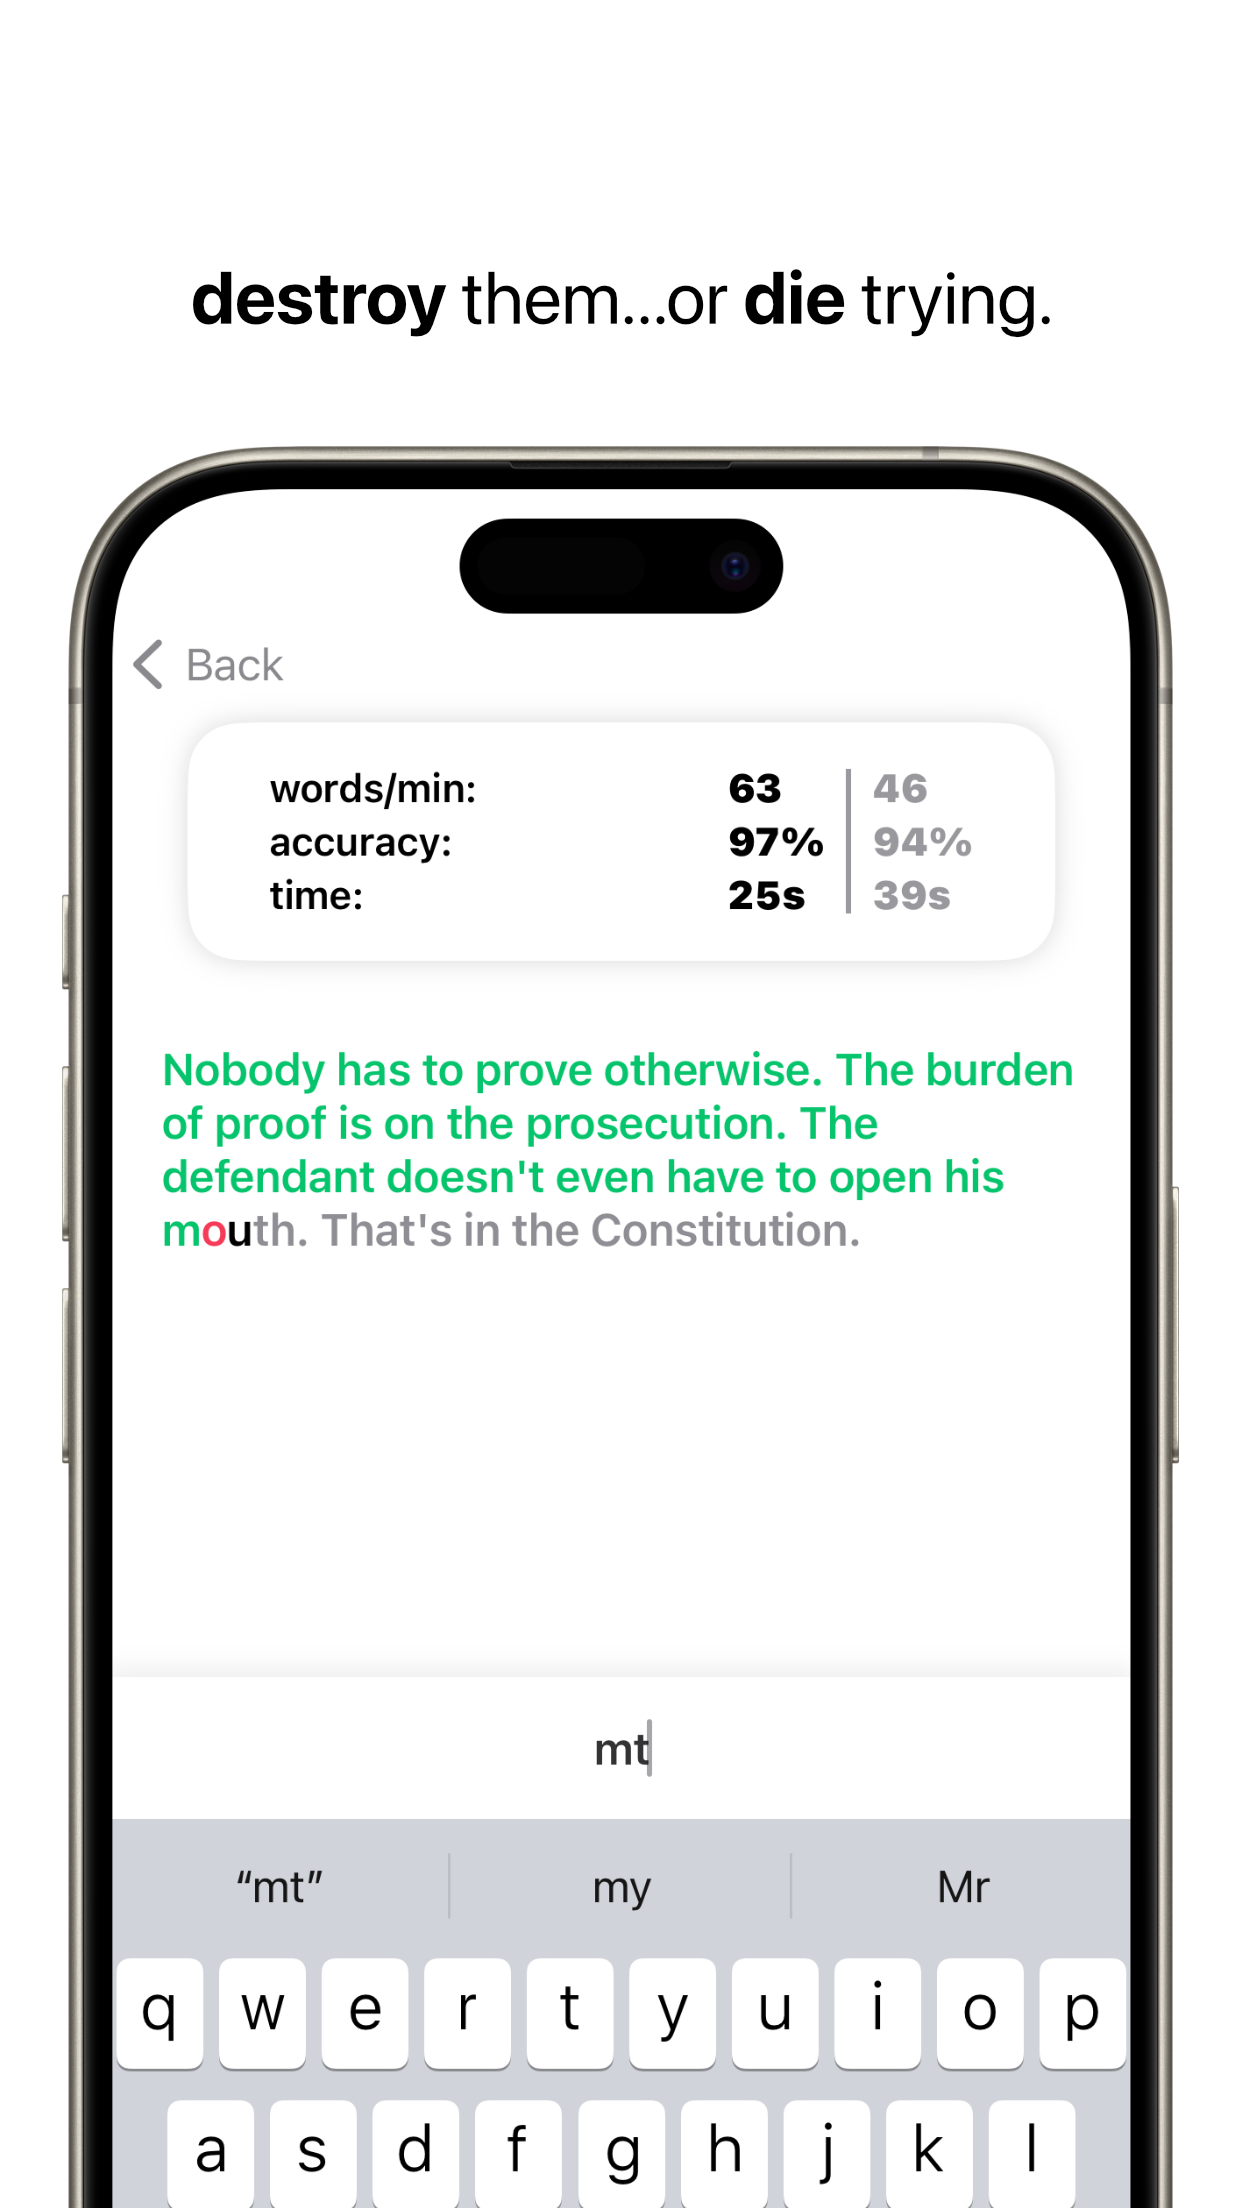 destroy them...or die trying.
Back
words/min: 63 46
accuracy: 97% 94%
time: 25s 39s
Nobody has to prove otherwise. The burden
of proof is on the prosecution. The
defendant doesn't even have to open his
mouth. That's in the Constitution.
mt
“mt” my Mr
q w e r t y u i o p
a s d f g h j k l